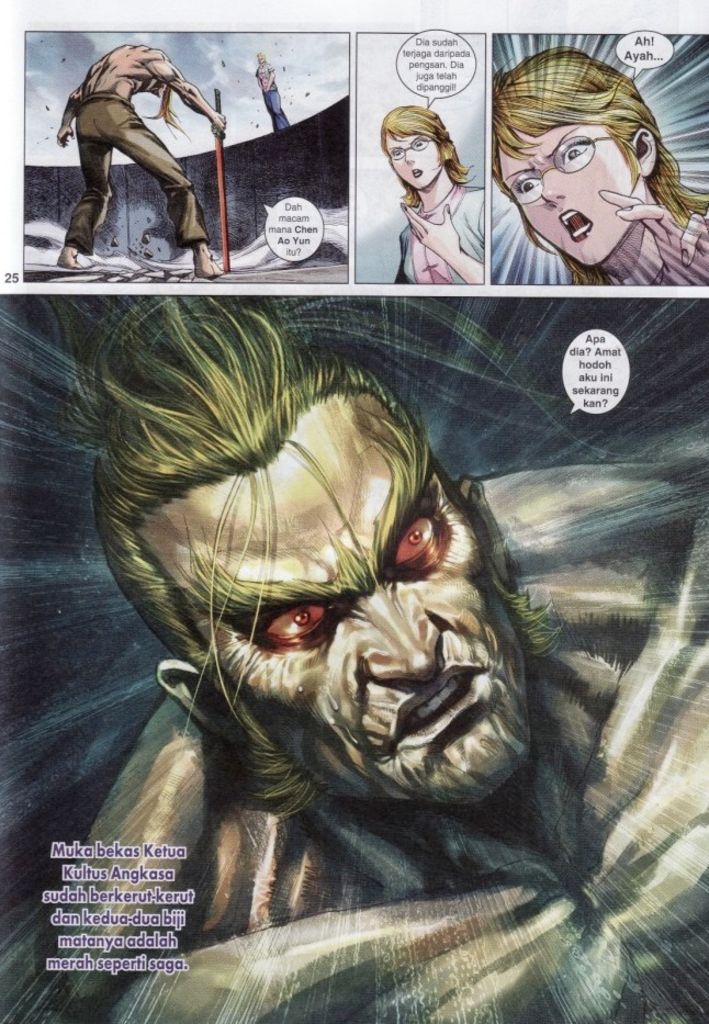 Dah
macam
mana Chen
Ao Yun
itu?
Dia sudah
terjaga daripada
pengsan. Dia
juga telah
dipanggil!
Ah!
Ayah...
25
Apa
dia? Amat
hodoh
aku ini
sekarang
kan?
Muka bekas Ketua
Kultus Angkasa
sudah berkerut-kerut
dan kedua-dua biji
matanya adalah
merah seperti saga.